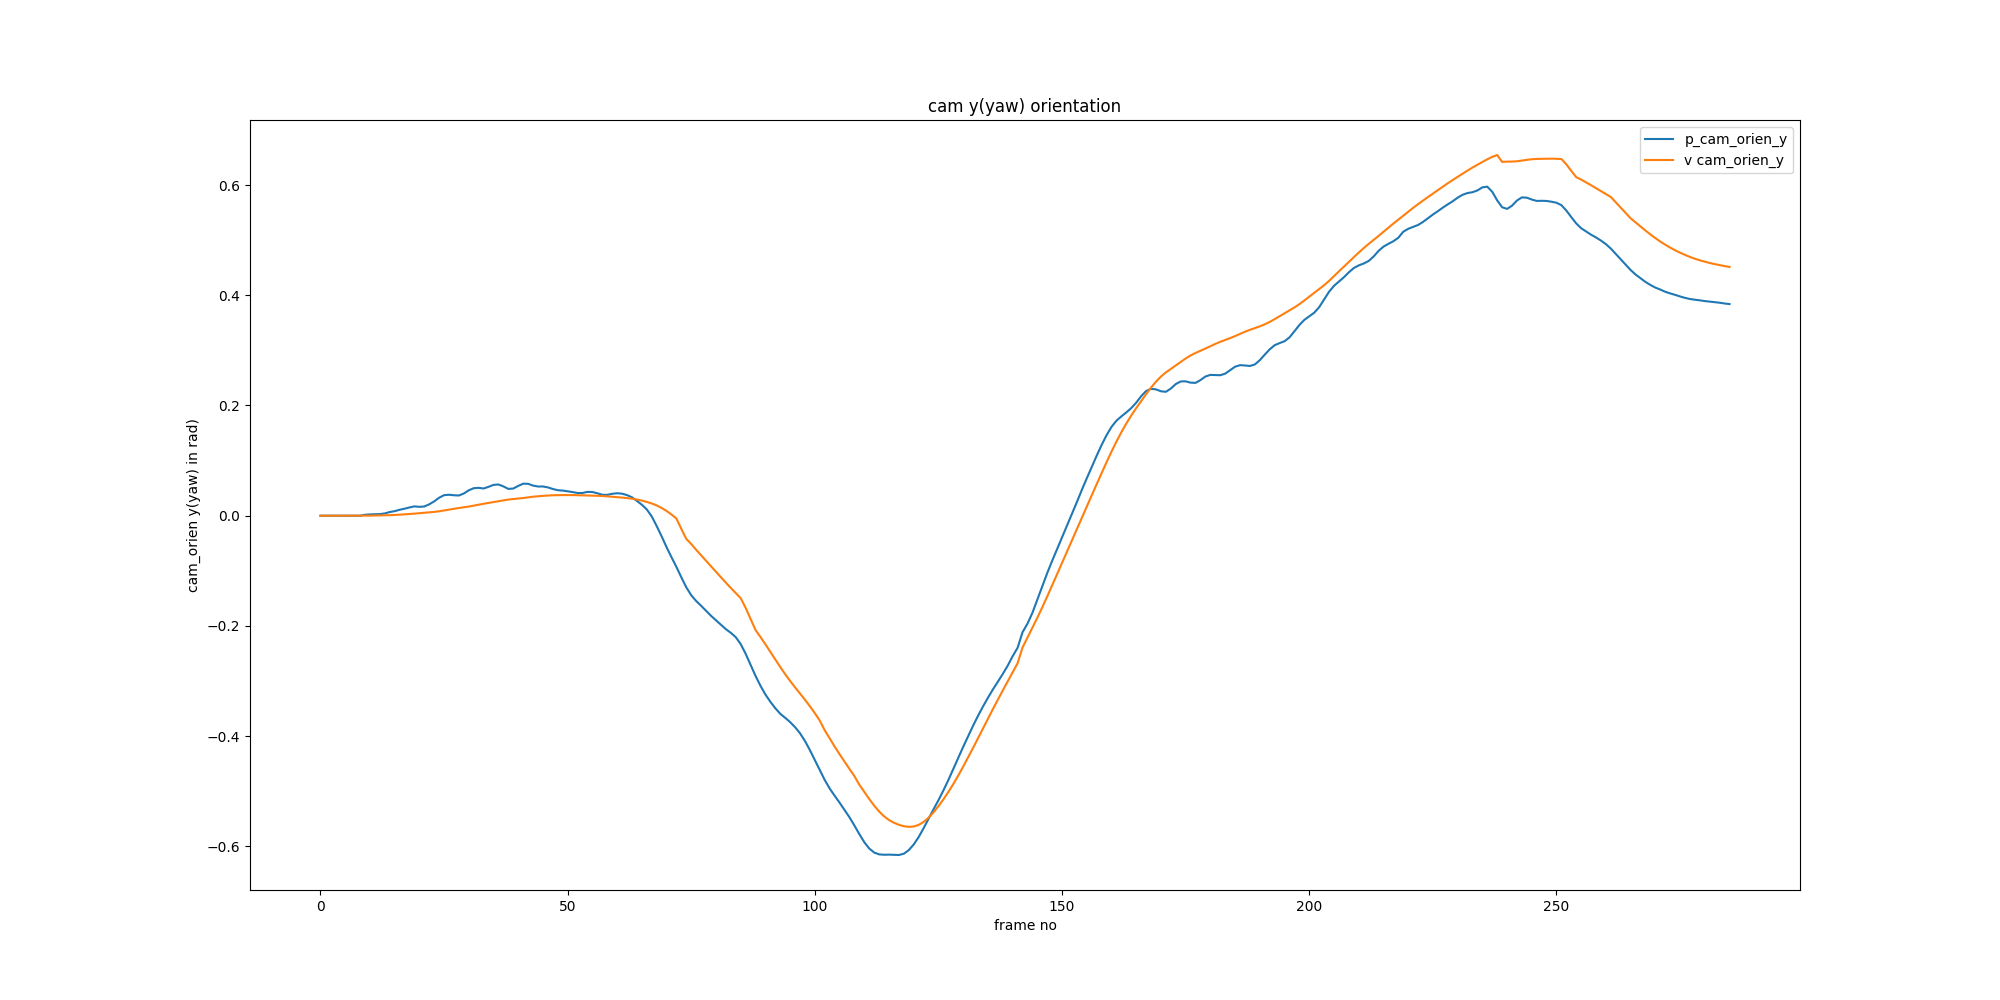 cam y(yaw) orientation
p_cam_orien_y
v cam_orien_y
cam_orien y(yaw) in rad)
0.6
0.4
0.2
0.0
−0.2
−0.4
−0.6
0 50 100 150 200 250
frame no